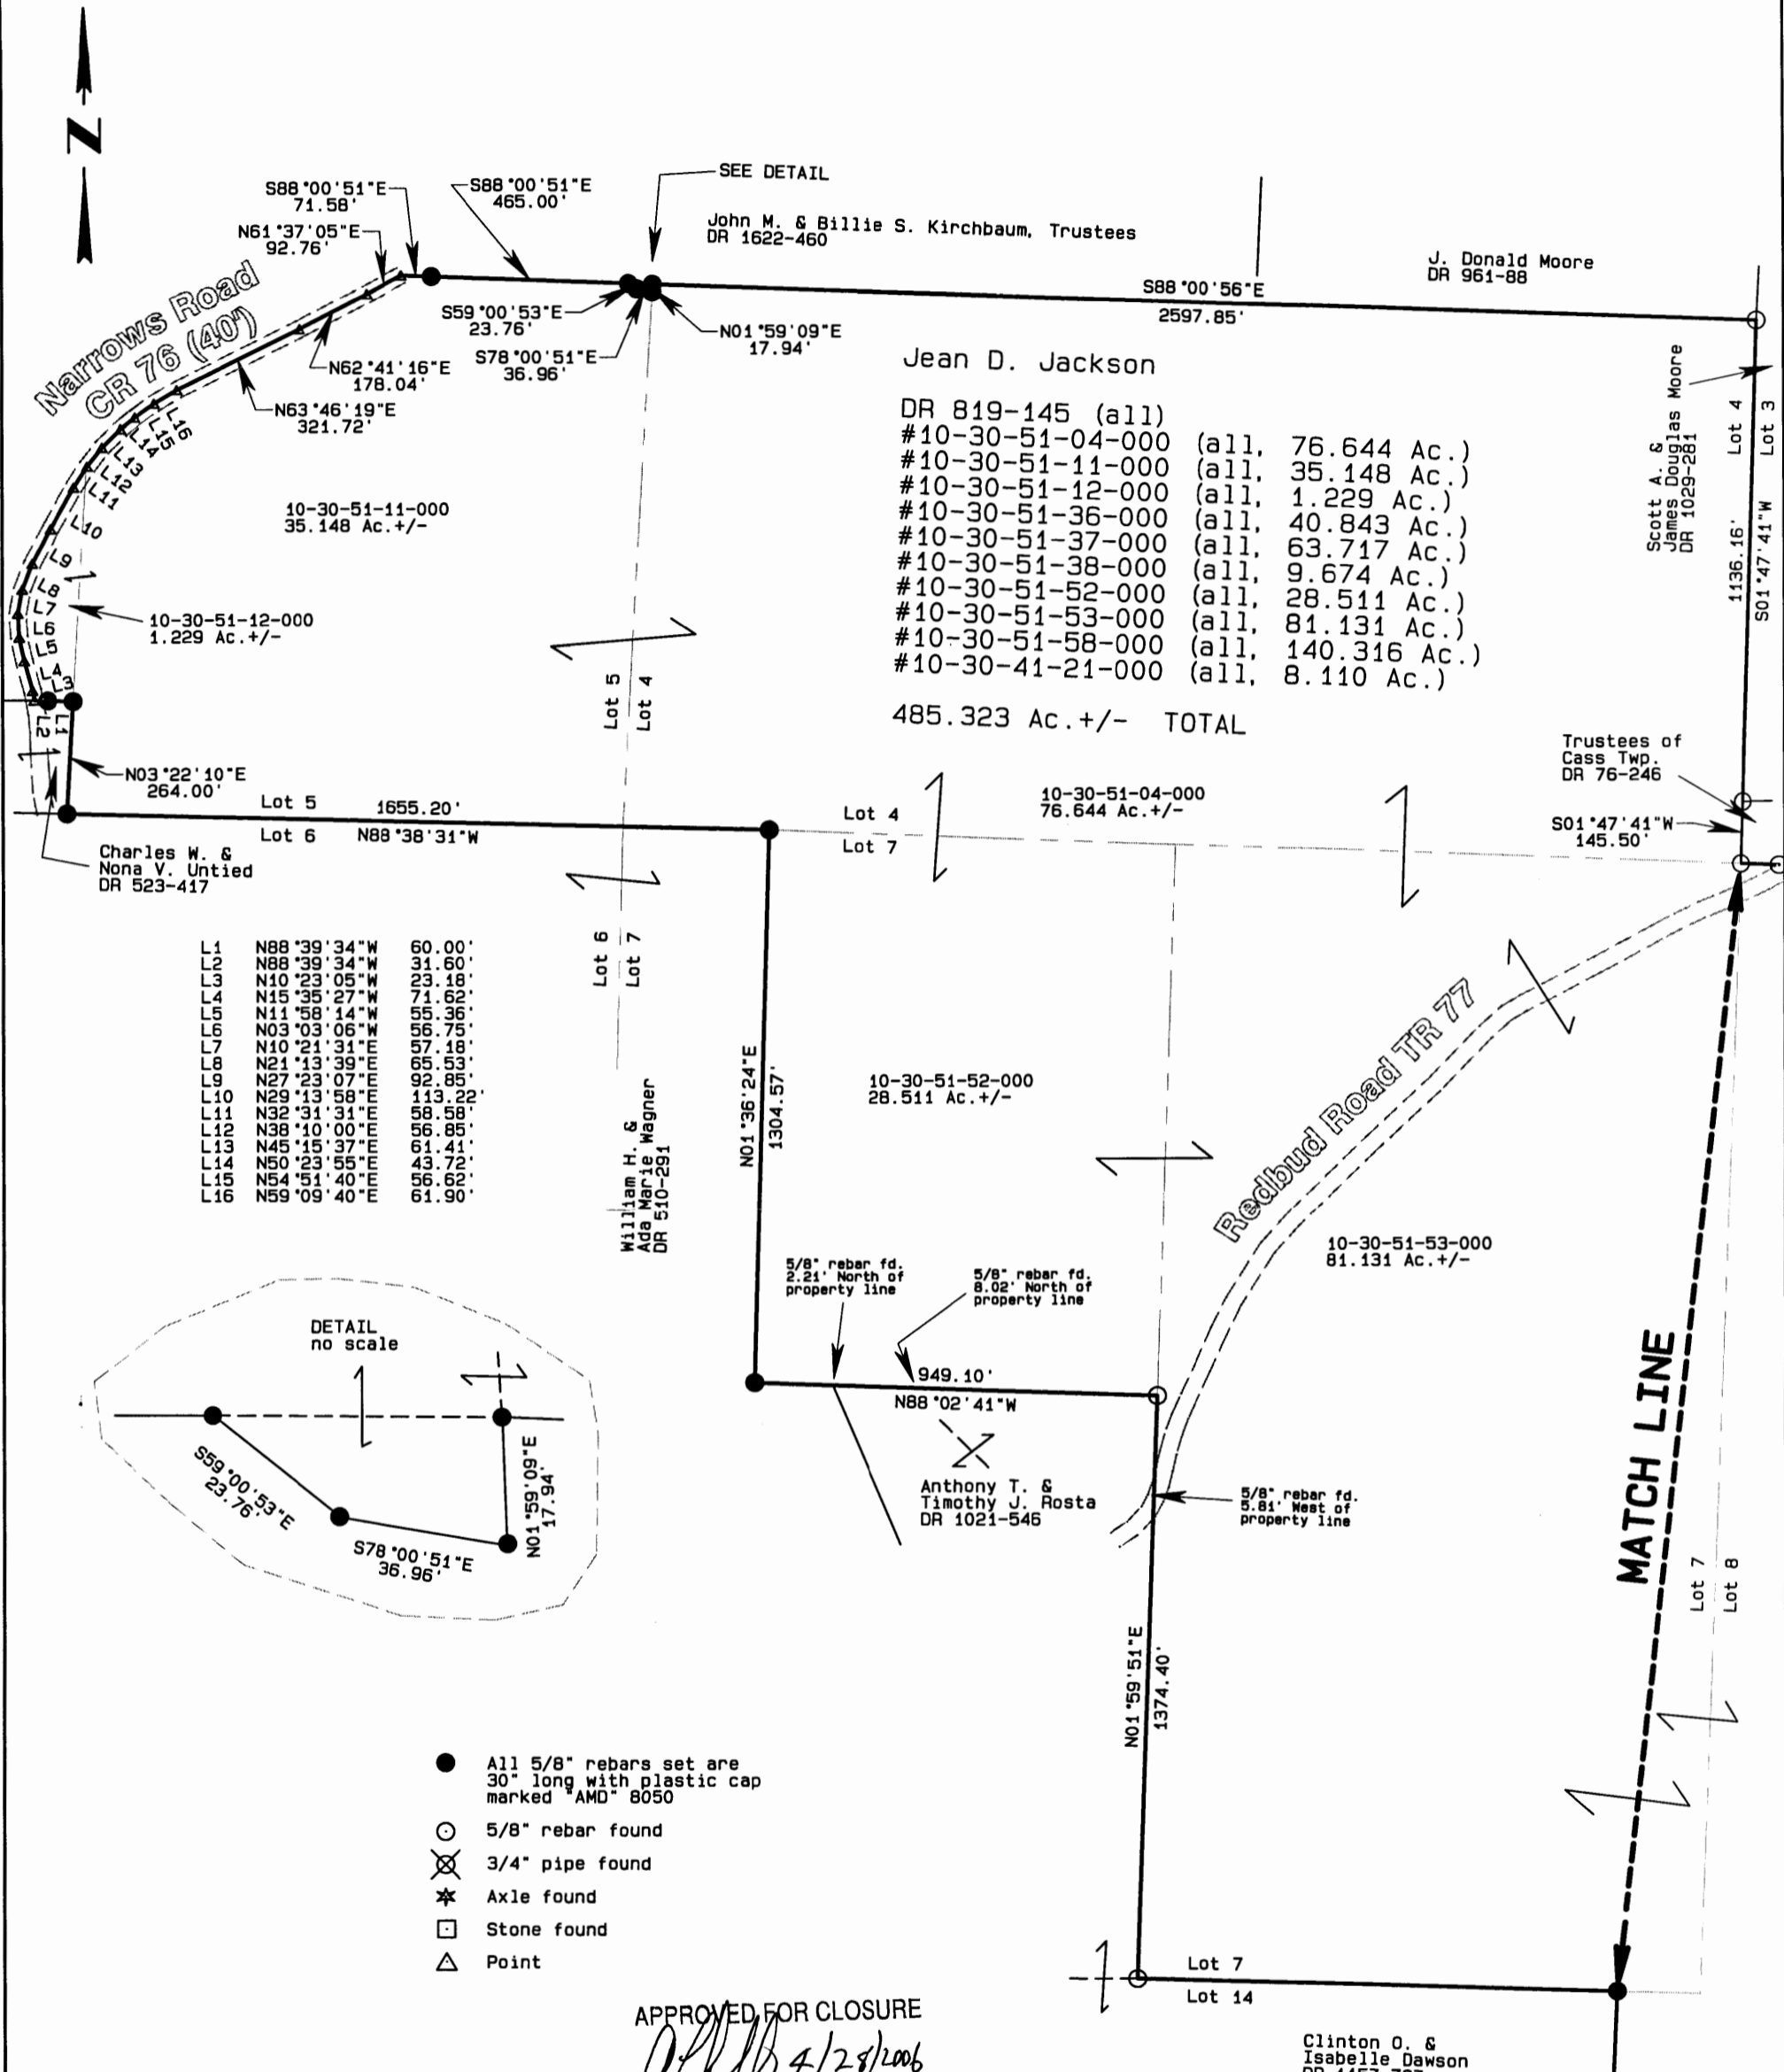 N
SEE DETAIL
S88°00'51"E
71.58'
S88°00'51"E
465.00'
N61°37'05"E
92.76'
John M. & Billie S. Kirchbaum, Trustees
DR 1622-460
J. Donald Moore
DR 961-88
Narrows Road
CR 76 (40')
S59°00'53"E
23.76'
S78°00'51"E
36.96'
N01°59'09"E
17.94'
S88°00'56"E
2597.85'
N62°41'16"E
178.04'
N63°46'19"E
321.72'
Jean D. Jackson
DR 819-145 (all)
#10-30-51-04-000 (all, 76.644 Ac.)
#10-30-51-11-000 (all, 35.148 Ac.)
#10-30-51-12-000 (all, 1.229 Ac.)
#10-30-51-36-000 (all, 40.843 Ac.)
#10-30-51-37-000 (all, 63.717 Ac.)
#10-30-51-38-000 (all, 9.674 Ac.)
#10-30-51-52-000 (all, 28.511 Ac.)
#10-30-51-53-000 (all, 81.131 Ac.)
#10-30-51-58-000 (all, 140.316 Ac.)
#10-30-41-21-000 (all, 8.110 Ac.)
485.323 Ac.+/- TOTAL
Scott A. &
James Douglas Moore
DR 1029-281
Lot 4
Lot 3
1136.16'
S01°47'41"W
L16
L15
L14
L13
L12
L11
L10
L9
L8
L7
L6
L5
L4
L3
L2
L1
10-30-51-11-000
35.148 Ac.+/-
10-30-51-12-000
1.229 Ac.+/-
Lot 5
Lot 4
N03°22'10"E
264.00'
Lot 5
1655.20'
Lot 6
N88°38'31"W
Lot 4
Lot 7
10-30-51-04-000
76.644 Ac.+/-
Trustees of
Cass Twp.
DR 76-246
S01°47'41"W
145.50'
Charles W. &
Nona V. Untied
DR 523-417
L1 N88°39'34"W 60.00'
L2 N88°39'34"W 31.60'
L3 N10°23'05"W 23.18'
L4 N15°35'27"W 71.62'
L5 N11°58'14"W 55.36'
L6 N03°03'06"W 56.75'
L7 N10°21'31"E 57.18'
L8 N21°13'39"E 65.53'
L9 N27°23'07"E 92.85'
L10 N29°13'58"E 113.22'
L11 N32°31'31"E 58.58'
L12 N38°10'00"E 56.85'
L13 N45°15'37"E 61.41'
L14 N50°23'55"E 43.72'
L15 N54°51'40"E 56.62'
L16 N59°09'40"E 61.90'
Lot 6
Lot 7
William H. &
Ada Marie Wagner
DR 510-291
N01°36'24"E
1304.57'
10-30-51-52-000
28.511 Ac.+/-
Redbud Road TR 77
10-30-51-53-000
81.131 Ac.+/-
5/8" rebar fd.
2.21' North of
property line
5/8" rebar fd.
8.02' North of
property line
949.10'
N88°02'41"W
Anthony T. &
Timothy J. Rosta
DR 1021-546
5/8" rebar fd.
5.81' West of
property line
MATCH LINE
Lot 7
Lot 8
DETAIL
no scale
S59°00'53"E
23.76'
S78°00'51"E
36.96'
N01°59'09"E
17.94'
N01°59'51"E
1374.40'
All 5/8" rebars set are
30" long with plastic cap
marked "AMD" 8050
5/8" rebar found
3/4" pipe found
Axle found
Stone found
Point
Lot 7
Lot 14
APPROVED FOR CLOSURE
4/28/2006
Clinton O. &
Isabelle Dawson